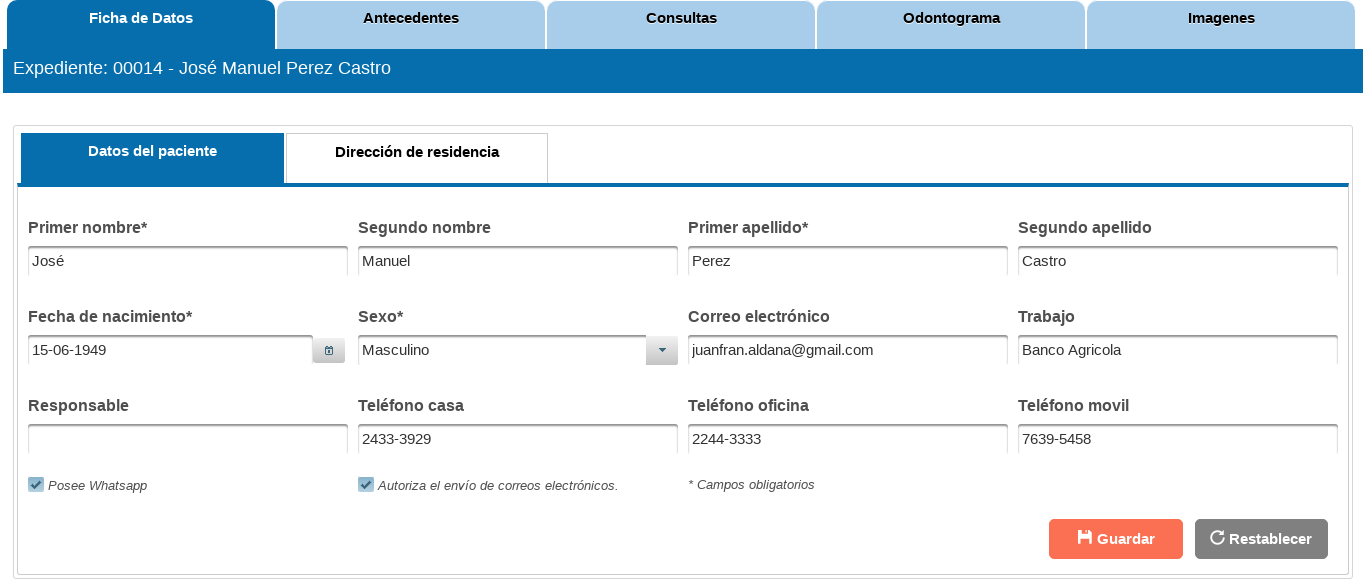 Ficha de Datos Antecedentes Consultas Odontograma Imagenes
Expediente: 00014 - José Manuel Perez Castro
Datos del paciente Dirección de residencia
Primer nombre* Segundo nombre Primer apellido* Segundo apellido
José Manuel Perez Castro
Fecha de nacimiento* Sexo* Correo electrónico Trabajo
15-06-1949 Masculino juanfran.aldana@gmail.com Banco Agricola
Responsable Teléfono casa Teléfono oficina Teléfono movil
2433-3929 2244-3333 7639-5458
Posee Whatsapp Autoriza el envío de correos electrónicos. * Campos obligatorios
Guardar Restablecer